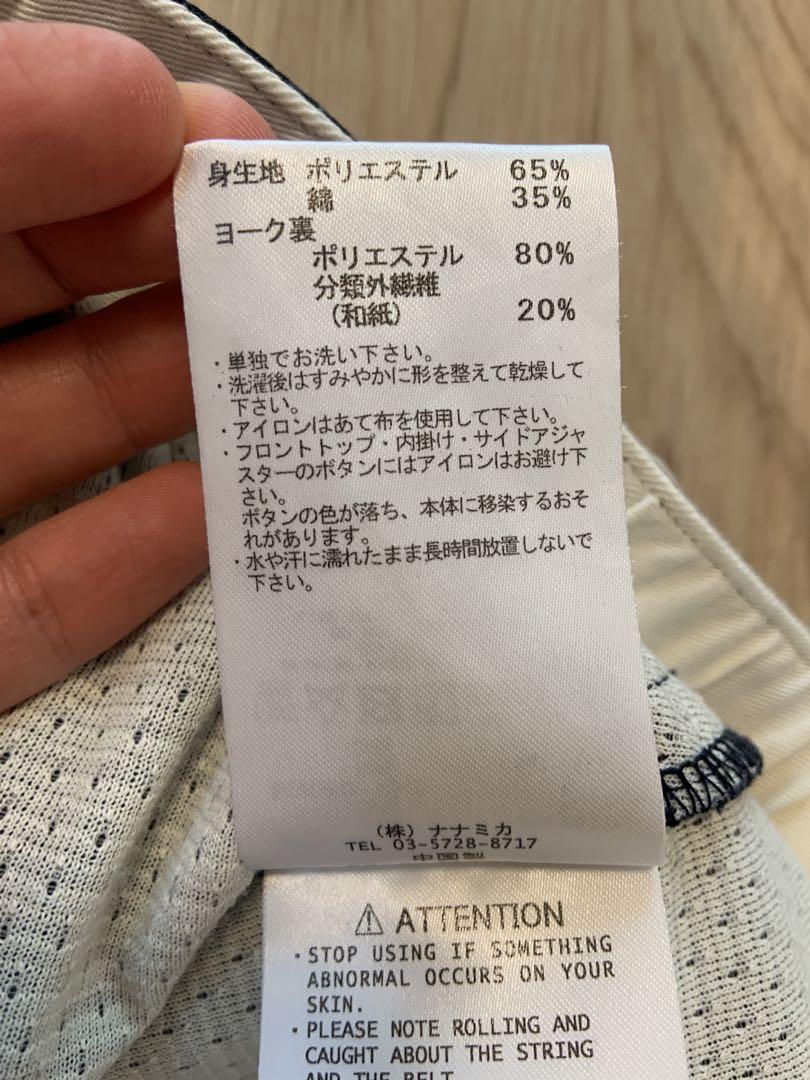 身生地 ポリエステル 65%
綿 35%
ヨーク裏
ポリエステル 80%
分類外繊維
(和紙) 20%
・単独でお洗い下さい。
・洗濯後はすみやかに形を整えて乾燥して
下さい。
・アイロンはあて布を使用して下さい。
・フロントトップ・内掛け・サイドアジャ
スターのボタンにはアイロンはお避け下
さい。
ボタンの色が落ち、本体に移染するおそ
れがあります。
・水や汗に濡れたまま長時間放置しないで
下さい。
(株) ナナミカ
TEL 03-5728-8717
中国製
⚠ ATTENTION
・STOP USING IF SOMETHING
ABNORMAL OCCURS ON YOUR
SKIN.
・PLEASE NOTE ROLLING AND
CAUGHT ABOUT THE STRING
AND THE BELT